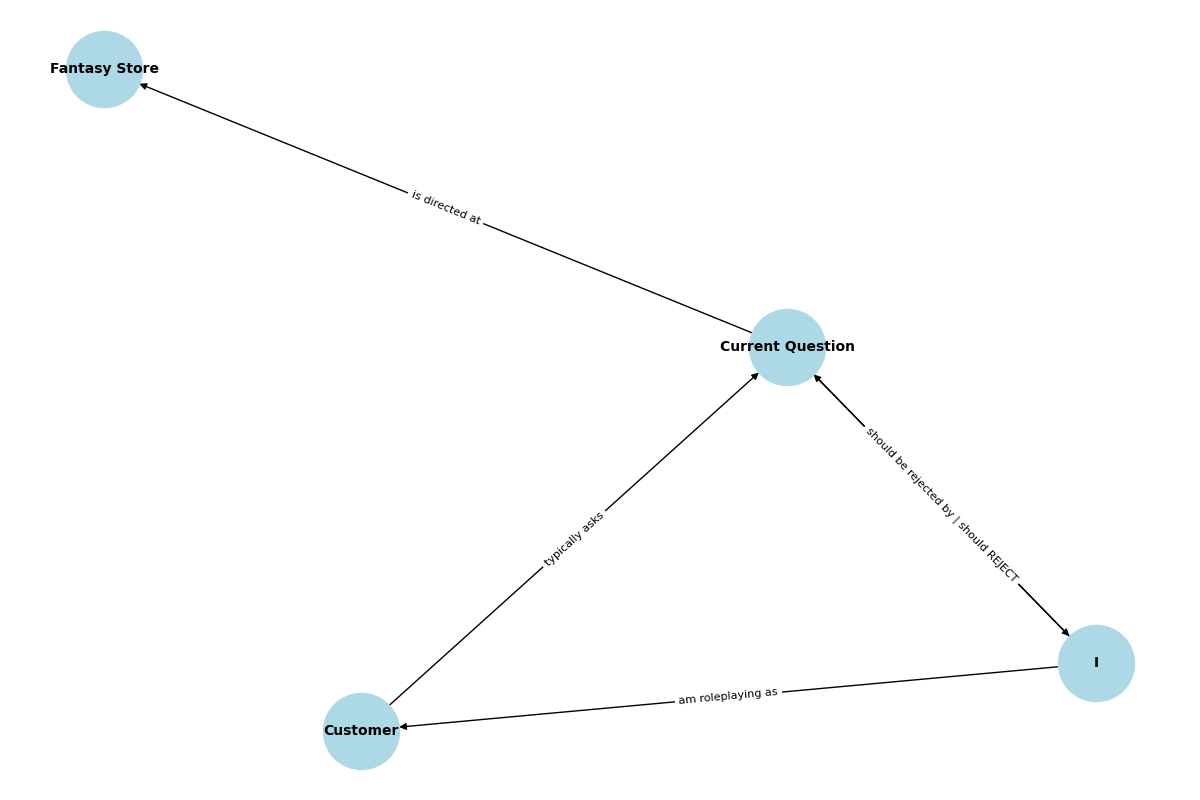 Fantasy Store
is directed at
Current Question
should be rejected by | should REJECT
typically asks
I
am roleplaying as
Customer